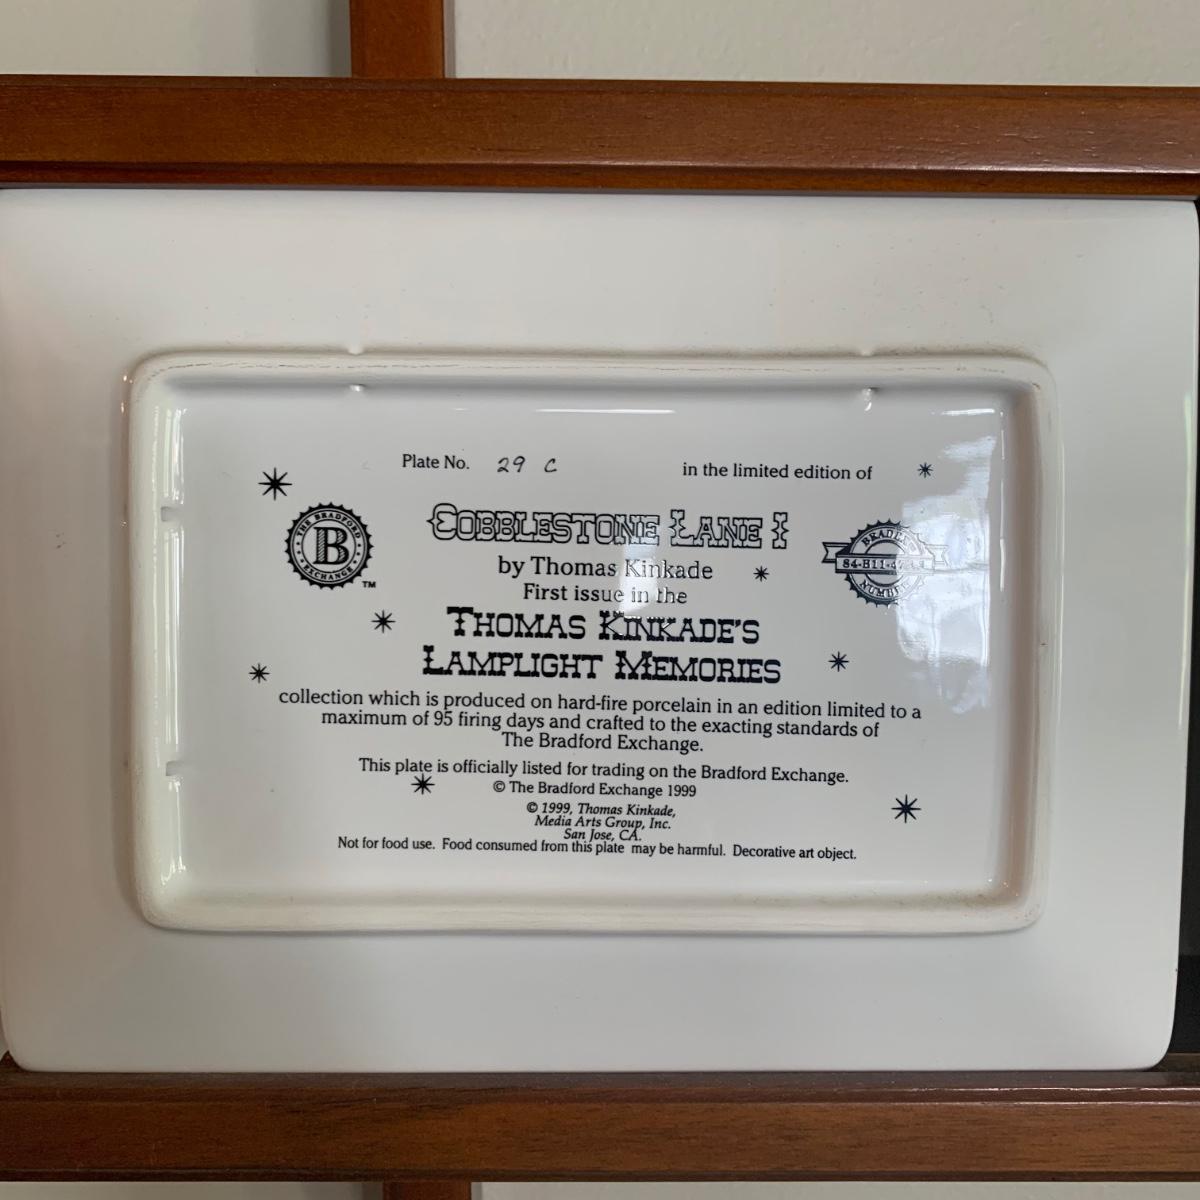 Plate No. 29 C in the limited edition of
COBBLESTONE LANE I
by Thomas Kinkade
First issue in the
THOMAS KINKADE'S
LAMPLIGHT MEMORIES
collection which is produced on hard-fire porcelain in an edition limited to a
maximum of 95 firing days and crafted to the exacting standards of
The Bradford Exchange.
This plate is officially listed for trading on the Bradford Exchange.
© The Bradford Exchange 1999
© 1999, Thomas Kinkade,
Media Arts Group, Inc.
San Jose, CA.
Not for food use. Food consumed from this plate may be harmful. Decorative art object.
THE BRADFORD
B
EXCHANGE
TM
NUMBER